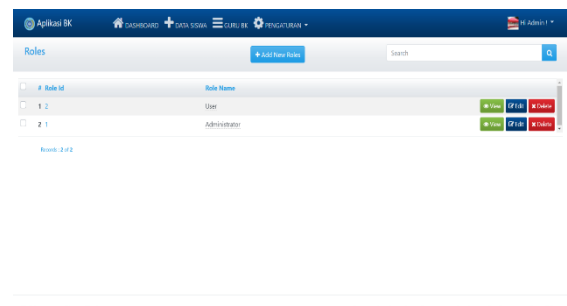 Aplikasi BK DASHBOARD DATA SISWA GURU BK PENGATURAN Hi Admin !
Roles + Add New Roles Search
# Role Id Role Name
1 2 User View Edit Delete
2 1 Administrator View Edit Delete
Records : 2 of 2